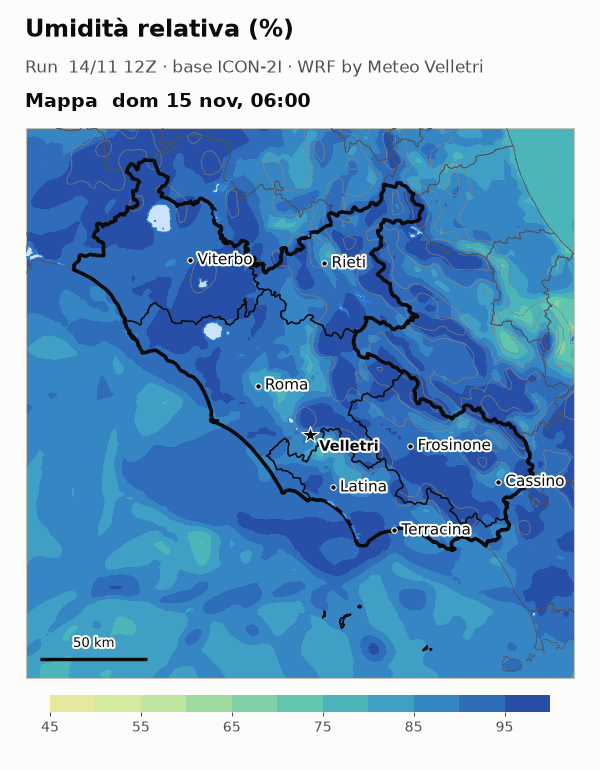 Umidità relativa (%)
Run  14/11 12Z · base ICON-2I · WRF by Meteo Velletri
Mappa  dom 15 nov, 06:00
Viterbo
Rieti
Roma
Velletri
Frosinone
Cassino
Latina
Terracina
50 km
45 55 65 75 85 95